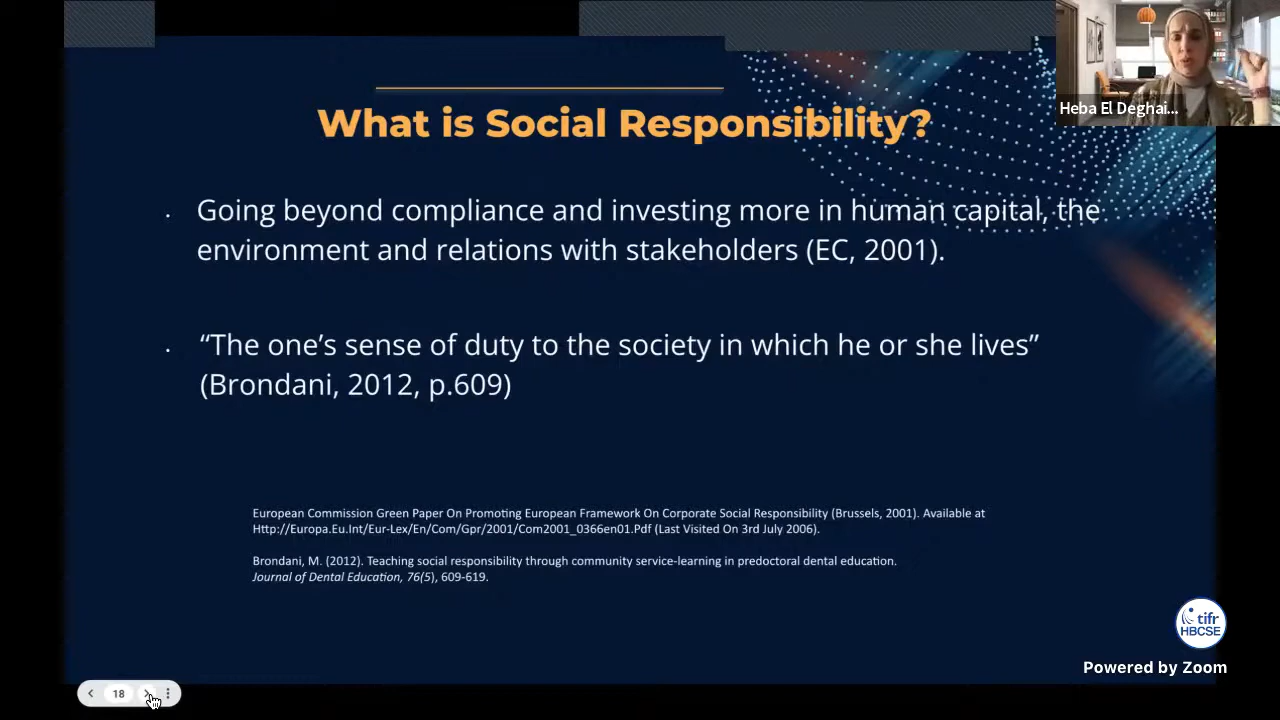 Heba El Deghai...
What is Social Responsibility?
· Going beyond compliance and investing more in human capital, the
environment and relations with stakeholders (EC, 2001).
· “The one’s sense of duty to the society in which he or she lives”
(Brondani, 2012, p.609)
European Commission Green Paper On Promoting European Framework On Corporate Social Responsibility (Brussels, 2001). Available at
Http://Europa.Eu.Int/Eur-Lex/En/Com/Gpr/2001/Com2001_0366en01.Pdf (Last Visited On 3rd July 2006).
Brondani, M. (2012). Teaching social responsibility through community service-learning in predoctoral dental education.
Journal of Dental Education, 76(5), 609-619.
tifr
HBCSE
Powered by Zoom
18